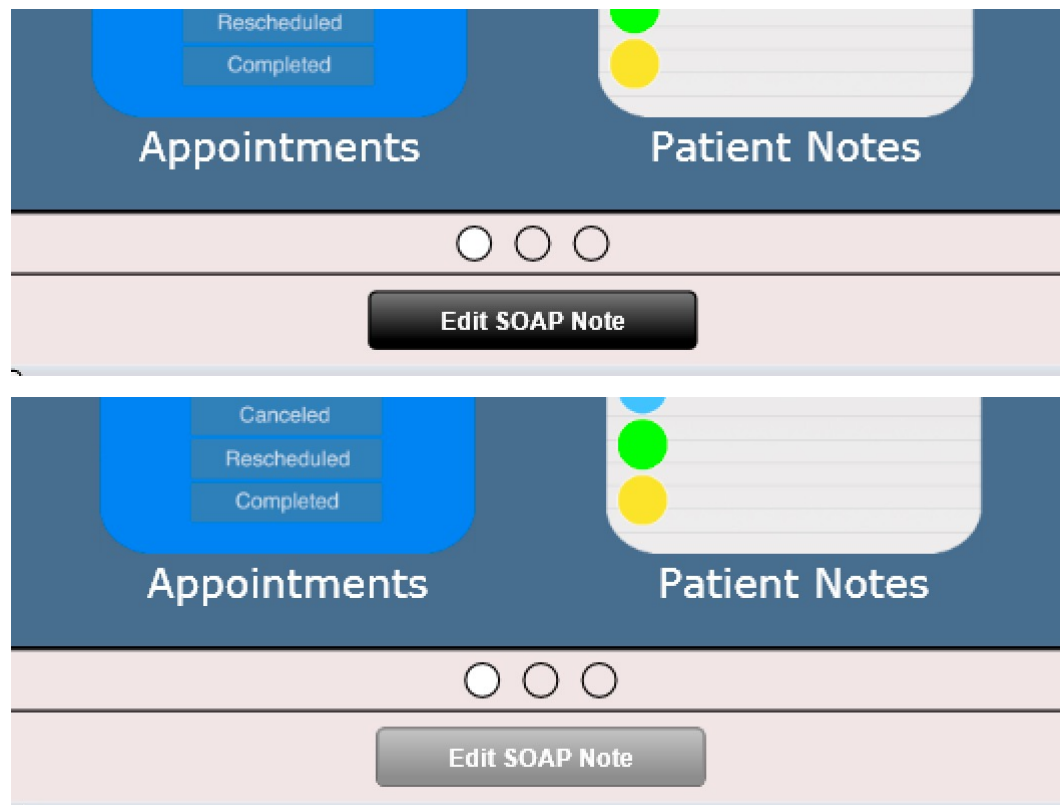 Rescheduled
Completed
Appointments Patient Notes
Edit SOAP Note
Canceled
Rescheduled
Completed
Appointments Patient Notes
Edit SOAP Note